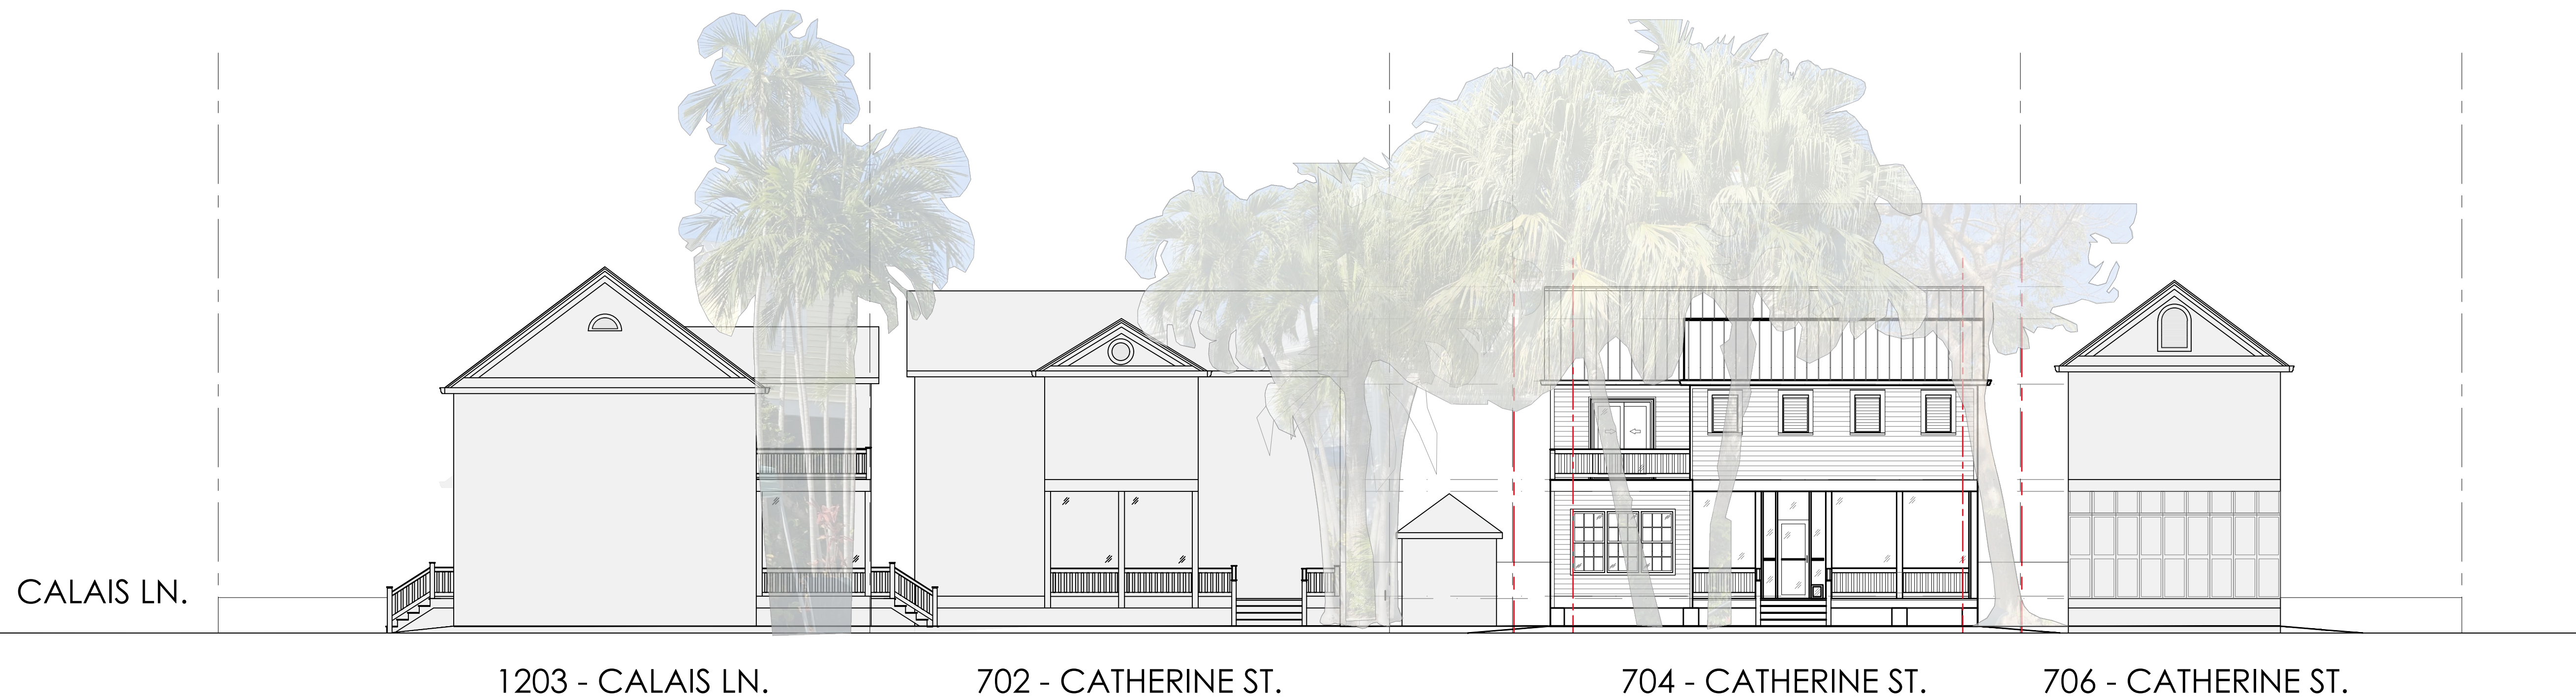 CALAIS LN.
1203 - CALAIS LN.
702 - CATHERINE ST.
704 - CATHERINE ST.
706 - CATHERINE ST.